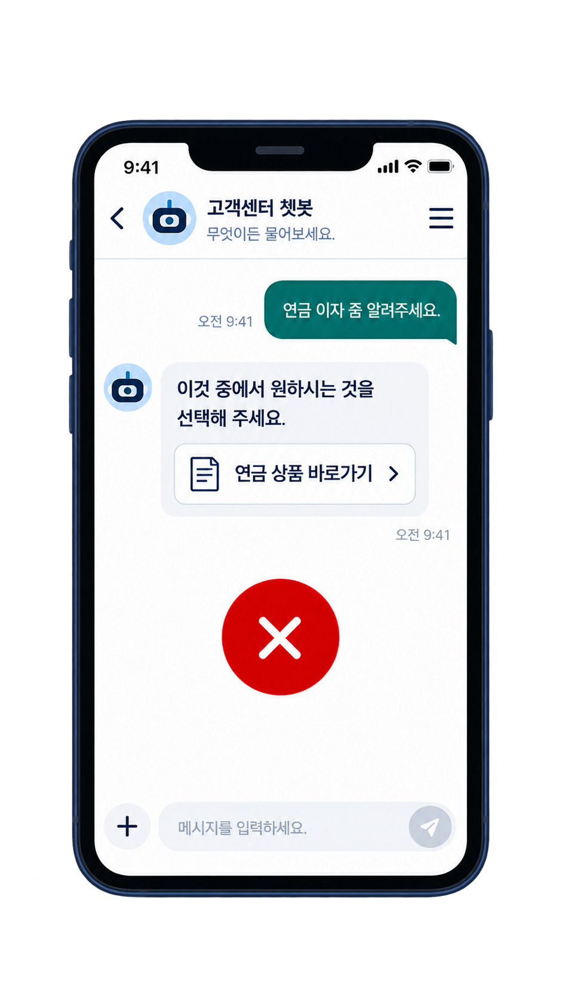 9:41
고객센터 쳇봇
무엇이든 물어보세요.
연금 이자 줌 알려주세요.
오전 9:41
이것 중에서 원하시는 것을
선택해 주세요.
연금 상품 바로가기
오전 9:41
메시지를 입력하세요.